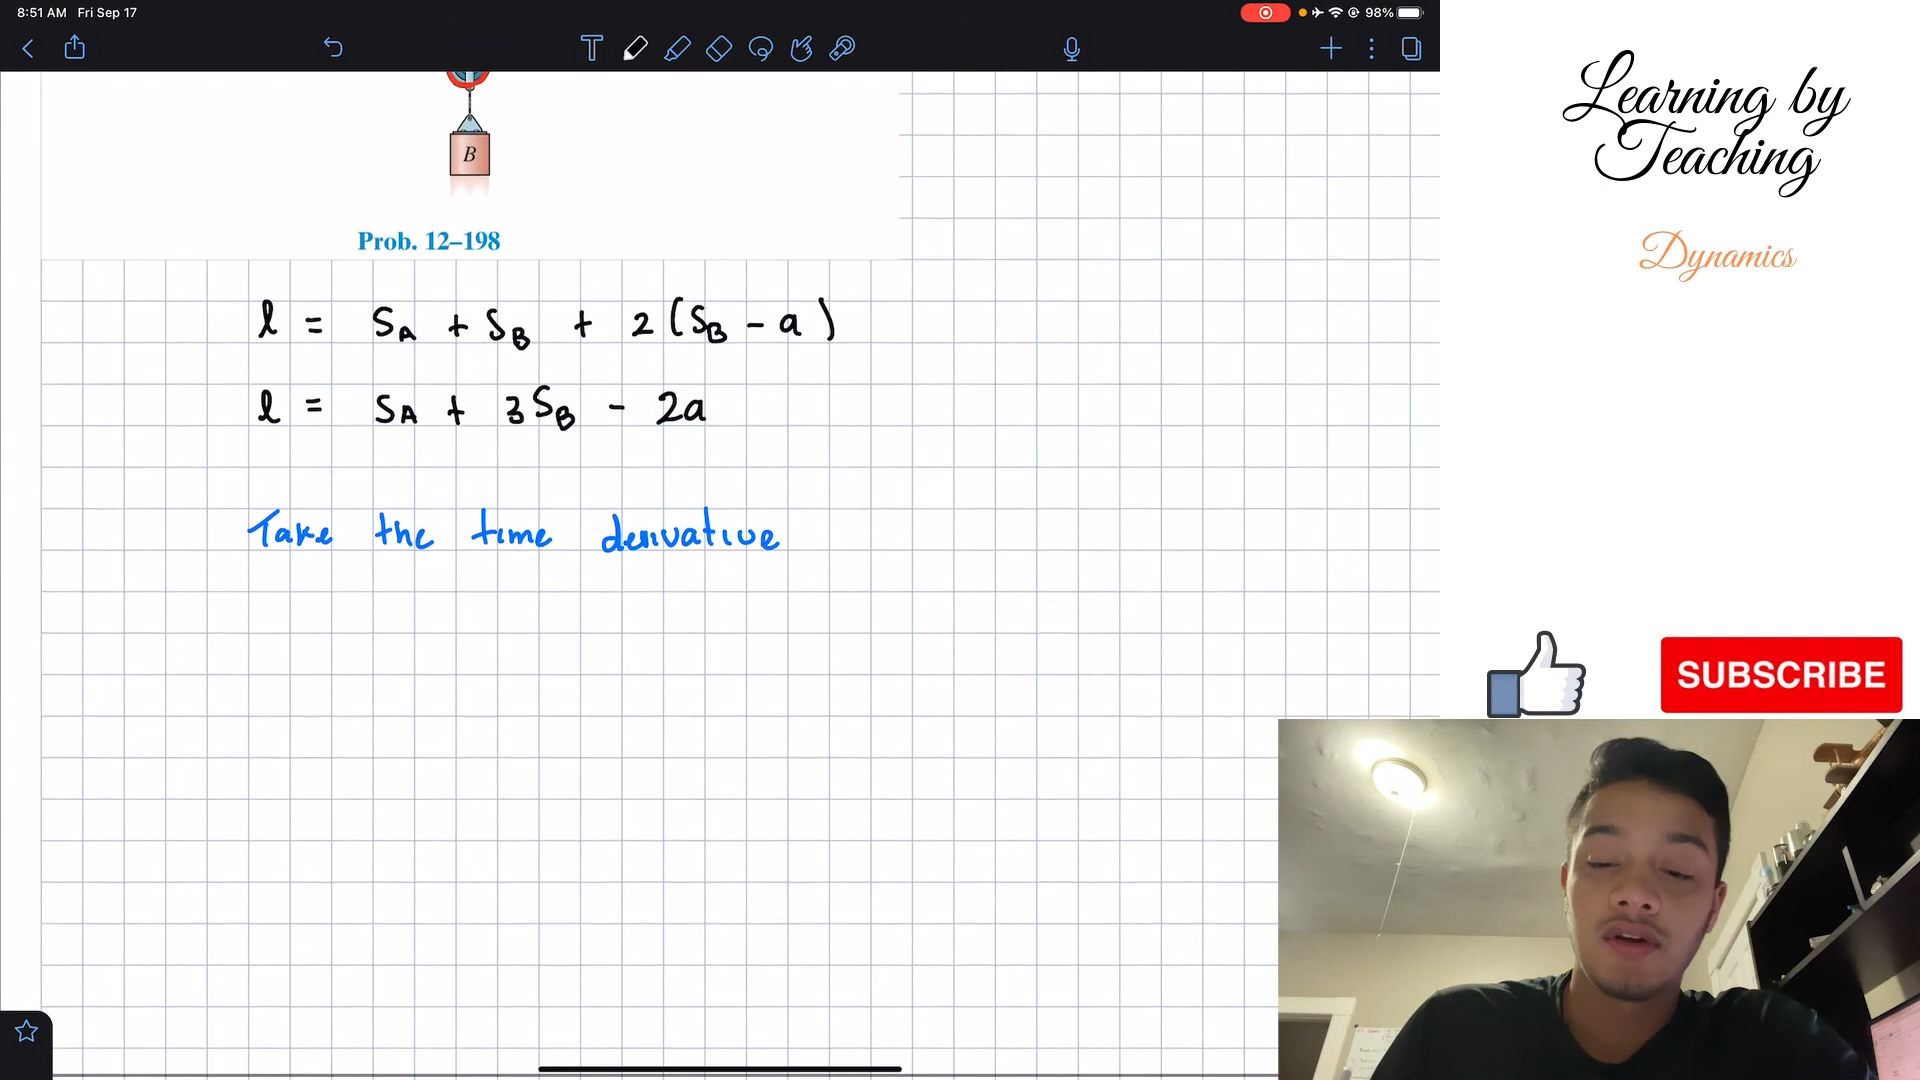 8:51 AM Fri Sep 17
98%
B
Prob. 12–198
l = SA + SB + 2(SB - a)
l = SA + 3SB - 2a
Take the time derivative
Learning by
Teaching
Dynamics
SUBSCRIBE